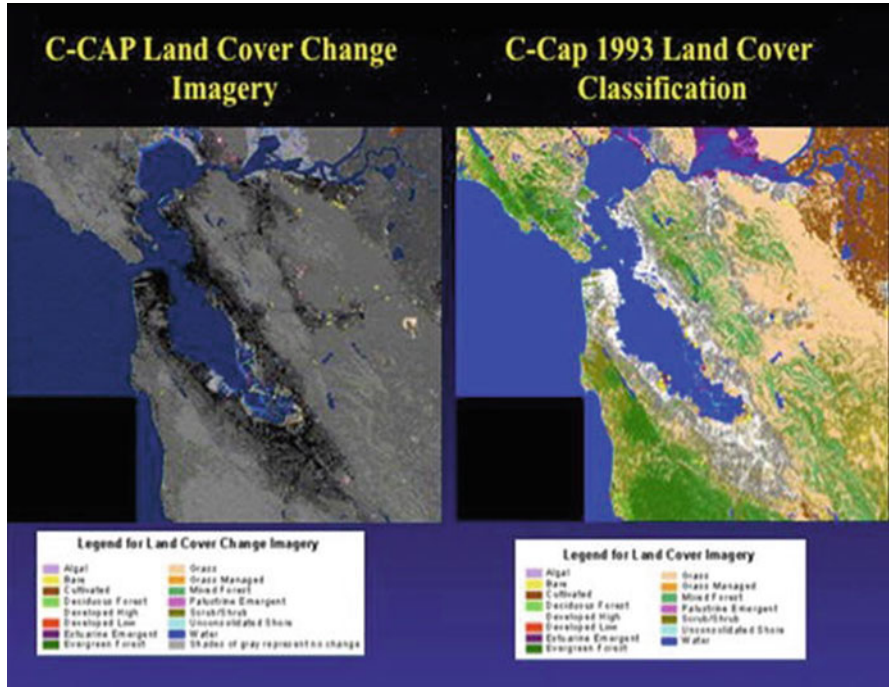 C-CAP Land Cover Change
Imagery
C-Cap 1993 Land Cover
Classification
Legend for Land Cover Change Imagery
Algal
Bare
Cultivated
Deciduous Forest
Developed High
Developed Low
Estuarine Emergent
Evergreen Forest
Grass
Grass Managed
Mixed Forest
Palustrine Emergent
Scrub/Shrub
Unconsolidated Shore
Water
Shades of gray represent no change
Legend for Land Cover Imagery
Algal
Bare
Cultivated
Deciduous Forest
Developed High
Developed Low
Estuarine Emergent
Evergreen Forest
Grass
Grass Managed
Mixed Forest
Palustrine Emergent
Scrub/Shrub
Unconsolidated Shore
Water